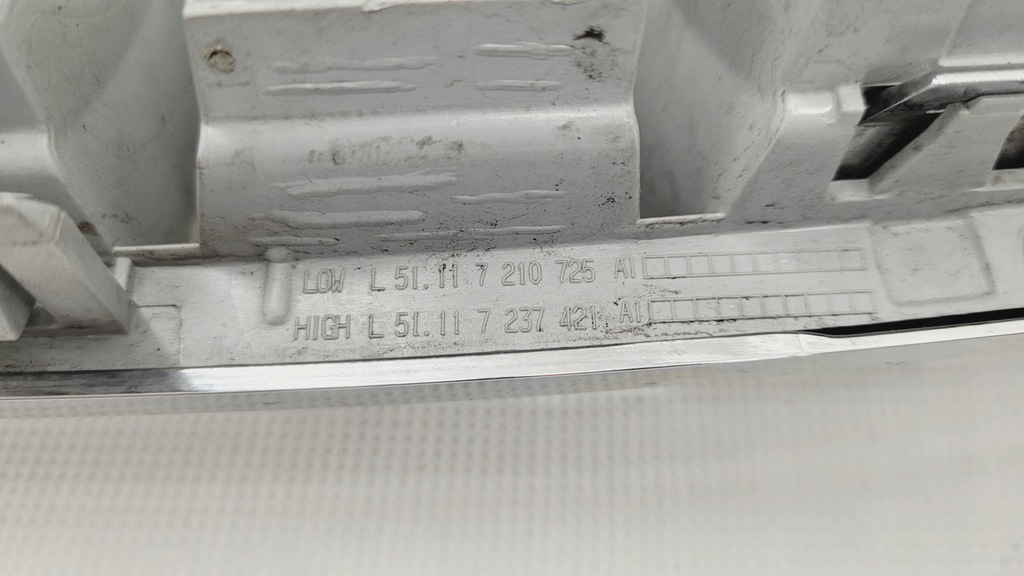 LOW L 51.11 7 210 725 AI
HIGH L 51.11 7 237 421 AI